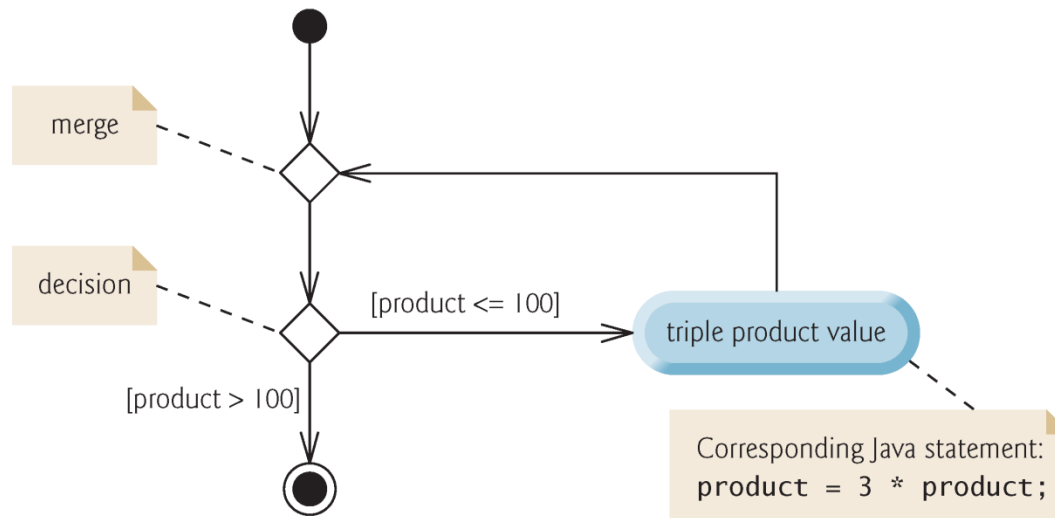 merge
decision
[product <= 100]
triple product value
[product > 100]
Corresponding Java statement:
product = 3 * product;